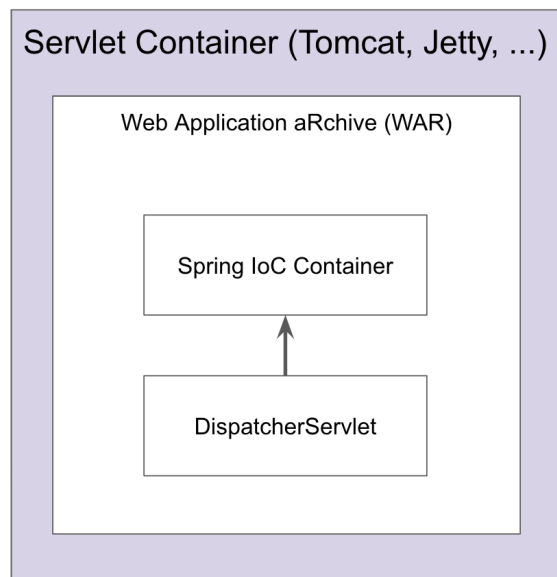 Servlet Container (Tomcat, Jetty, ...)
Web Application aRchive (WAR)
Spring IoC Container
DispatcherServlet